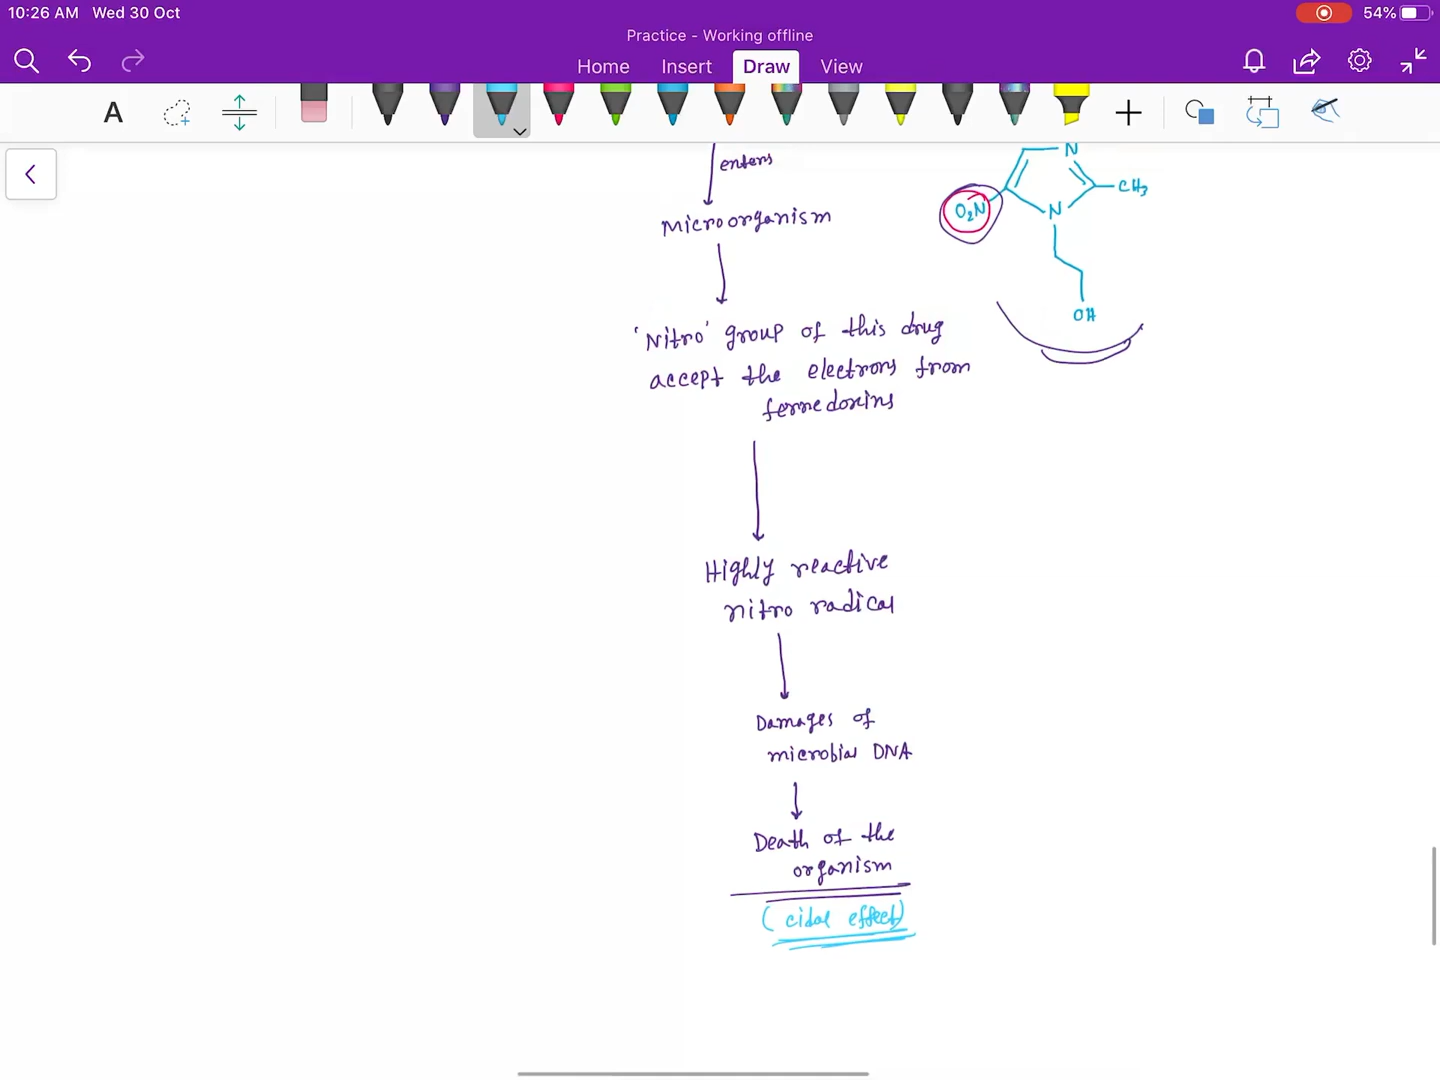 10:26 AM Wed 30 Oct
54%
Practice - Working offline
Home Insert Draw View
A
enters
Microorganism
'Nitro' group of this drug
accept the electrons from
ferredoxins
Highly reactive
nitro radical
Damages of
microbial DNA
Death of the
organism
(cidal effect)
N
CH3
O2N
N
OH